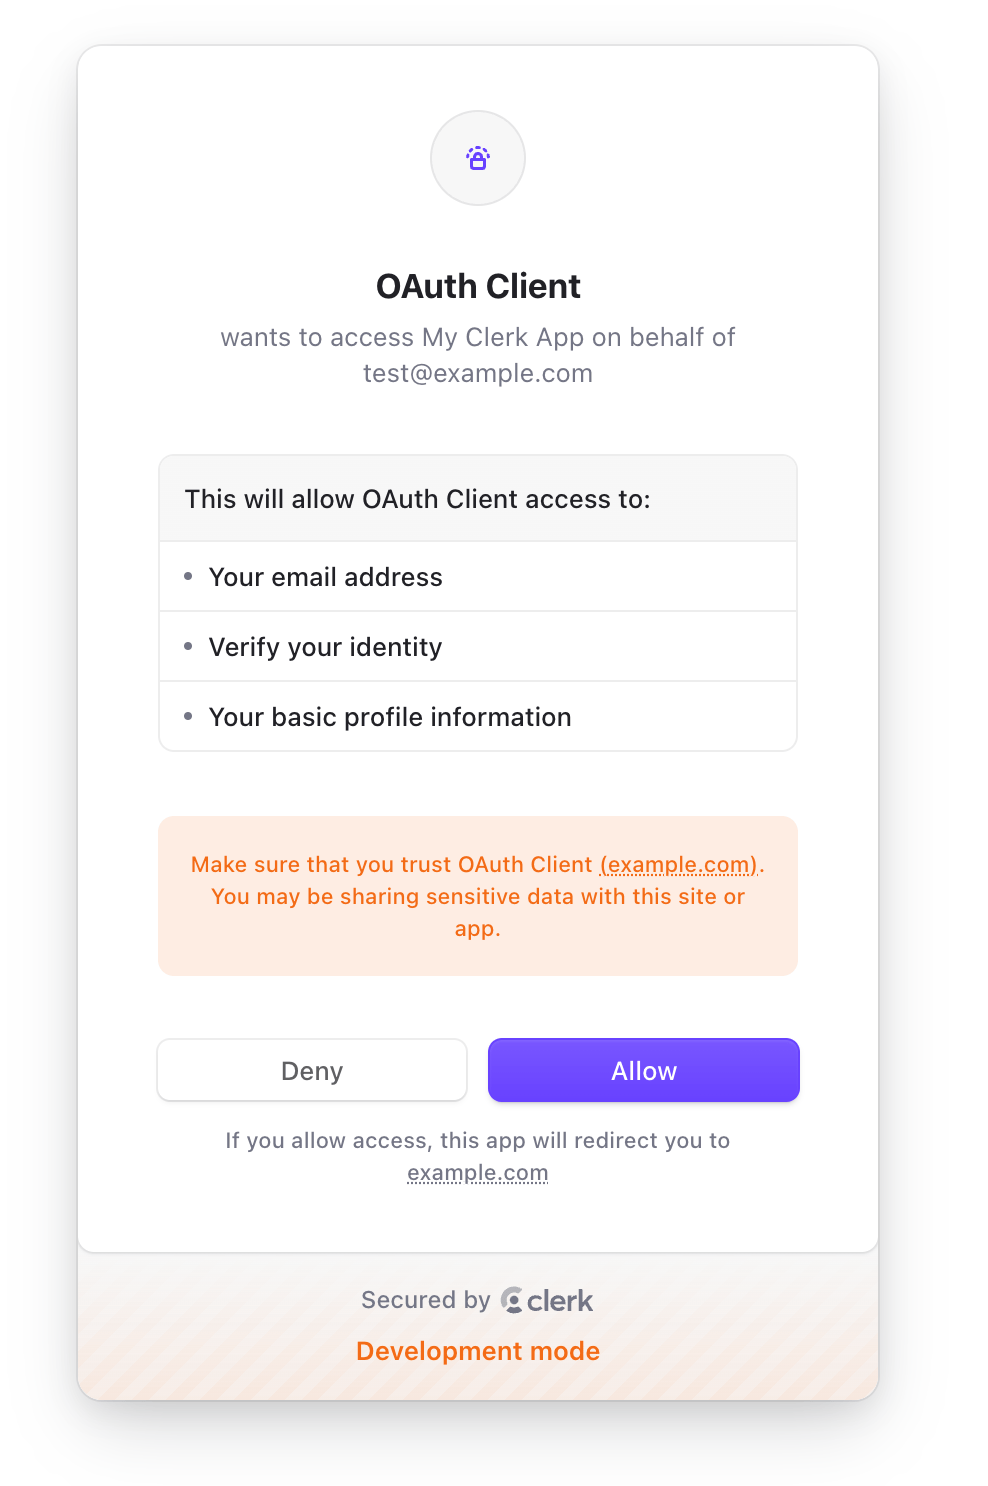 OAuth Client
wants to access My Clerk App on behalf of
test@example.com
This will allow OAuth Client access to:
• Your email address
• Verify your identity
• Your basic profile information
Make sure that you trust OAuth Client (example.com).
You may be sharing sensitive data with this site or
app.
Deny
Allow
If you allow access, this app will redirect you to
example.com
Secured by clerk
Development mode